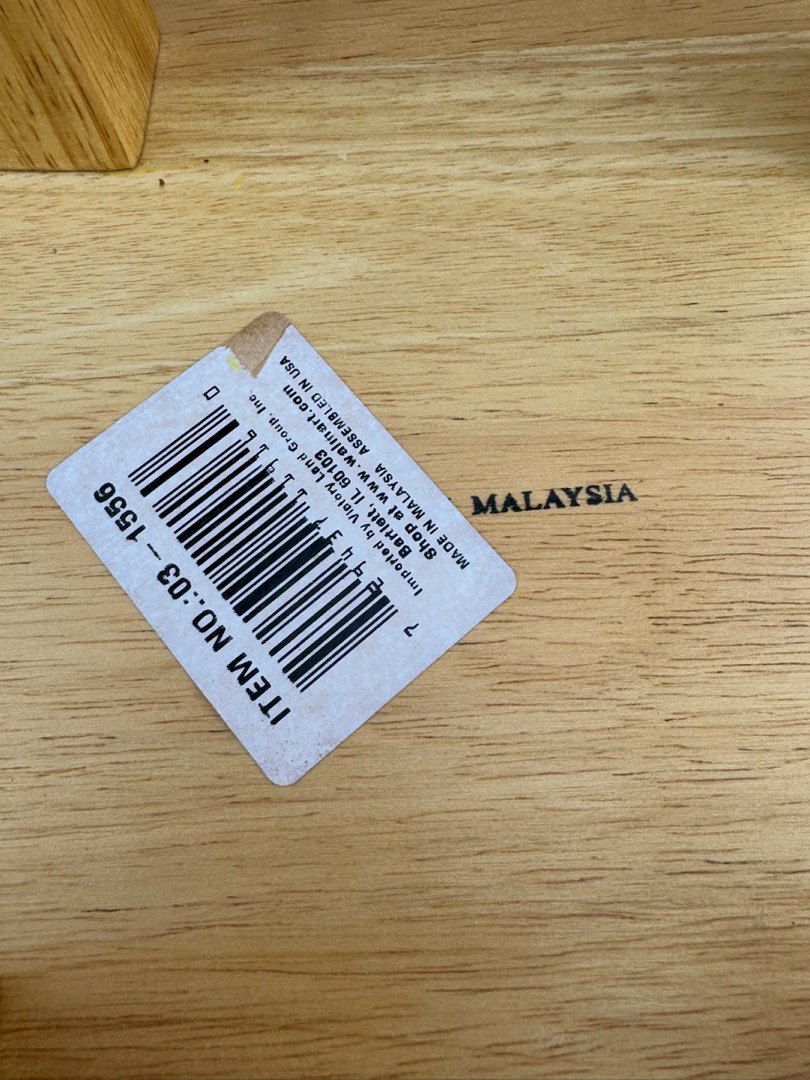 ITEM NO.:03-1556
Imported by Victory Land Group, Inc.
Bartlett, IL 60103
Shop at www.walmart.com
MADE IN MALAYSIA ASSEMBLED IN USA
MALAYSIA